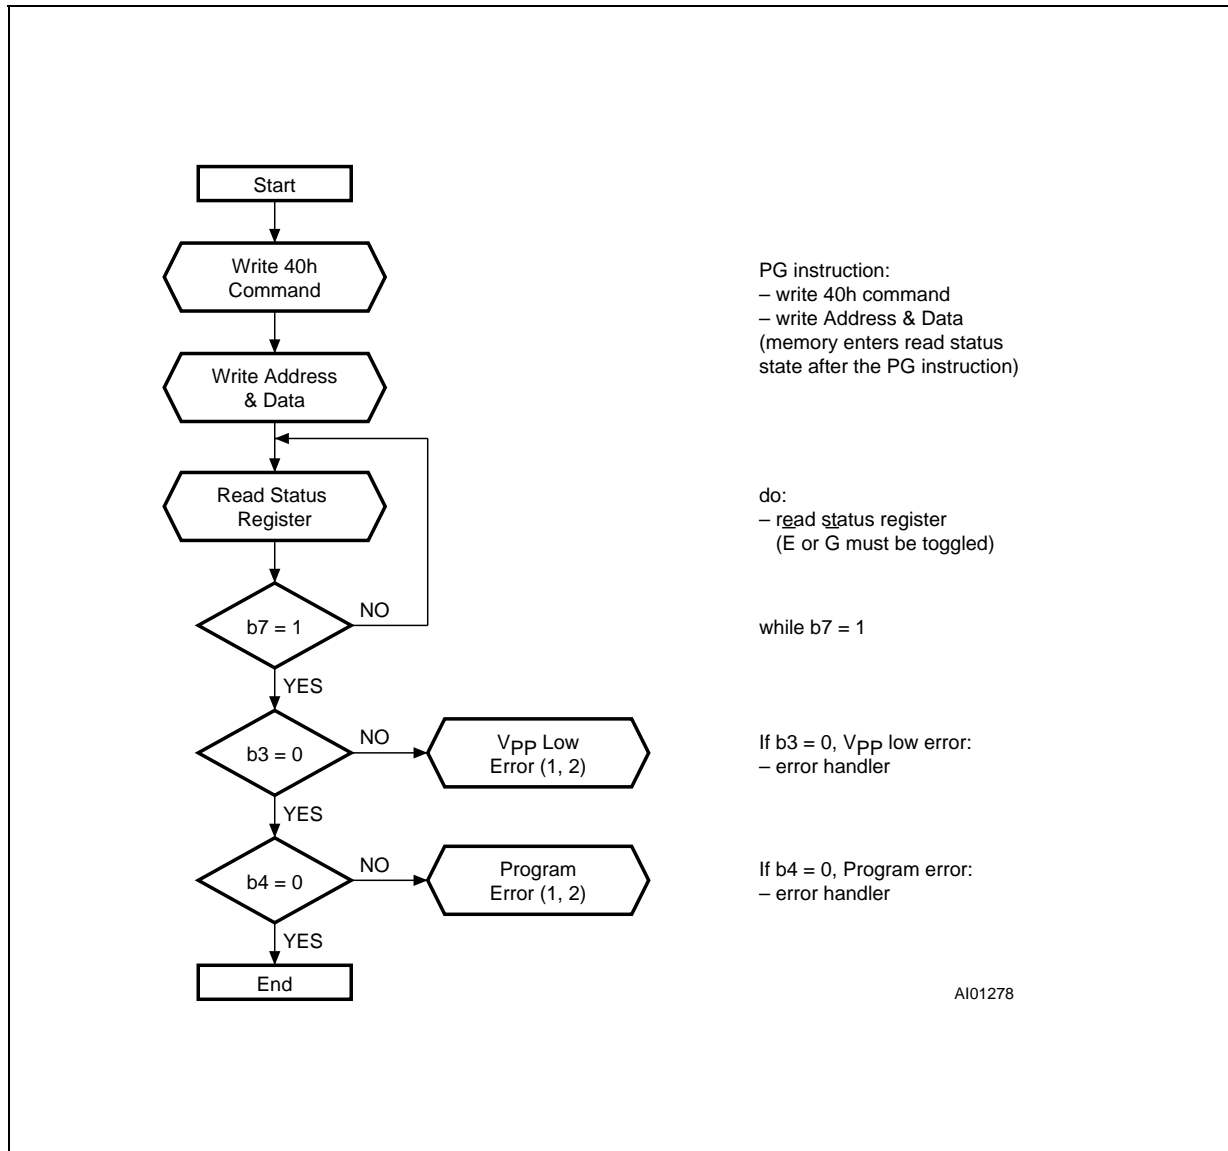 Start
Write 40h
Command
Write Address
& Data
Read Status
Register
b7 = 1
NO
YES
b3 = 0
NO
YES
VPP Low
Error (1, 2)
b4 = 0
NO
YES
Program
Error (1, 2)
End
PG instruction:
– write 40h command
– write Address & Data
(memory enters read status
state after the PG instruction)
do:
– read status register
(E̅ or G̅ must be toggled)
while b7 = 1
If b3 = 0, VPP low error:
– error handler
If b4 = 0, Program error:
– error handler
AI01278